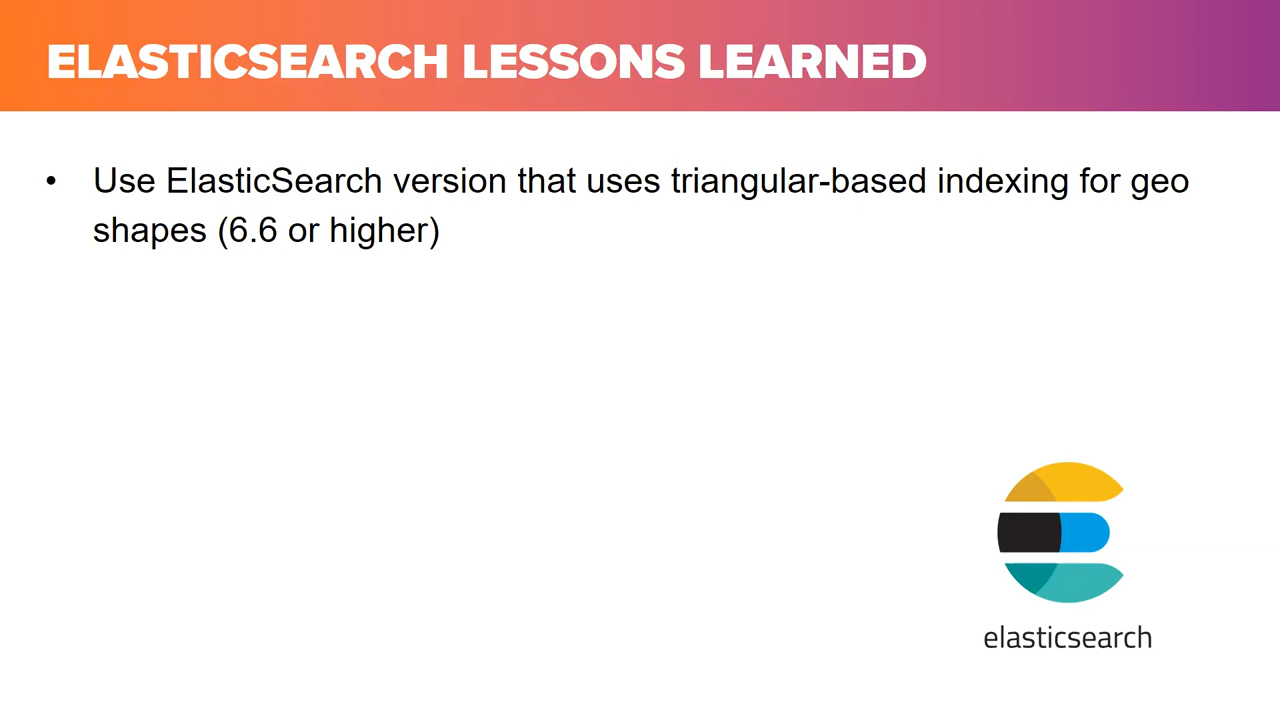 ELASTICSEARCH LESSONS LEARNED
• Use ElasticSearch version that uses triangular-based indexing for geo
shapes (6.6 or higher)
elasticsearch